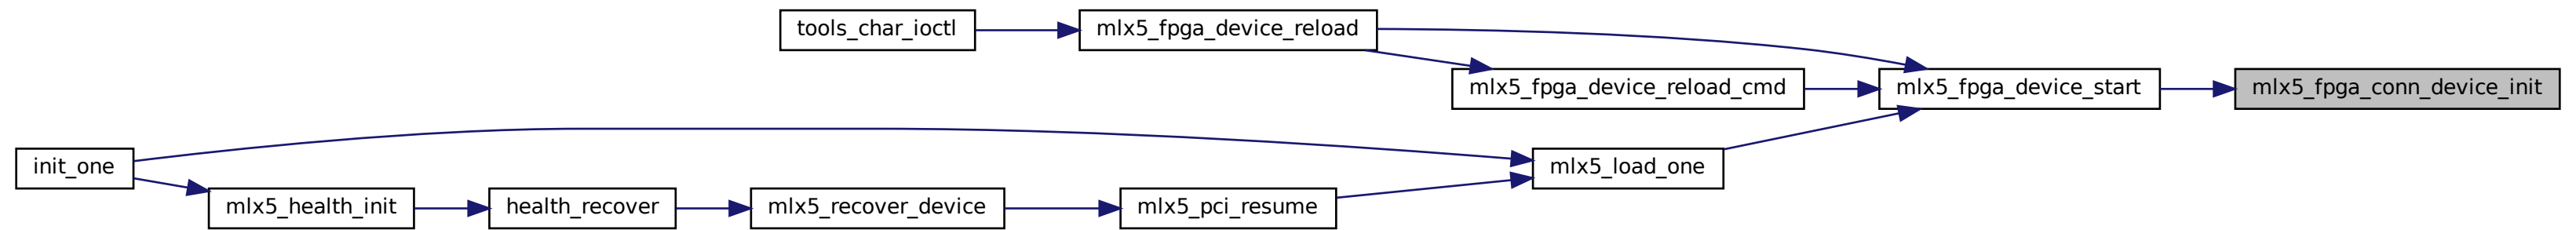 tools_char_ioctl
mlx5_fpga_device_reload
mlx5_fpga_device_reload_cmd
mlx5_fpga_device_start
mlx5_fpga_conn_device_init
init_one
mlx5_load_one
mlx5_health_init
health_recover
mlx5_recover_device
mlx5_pci_resume